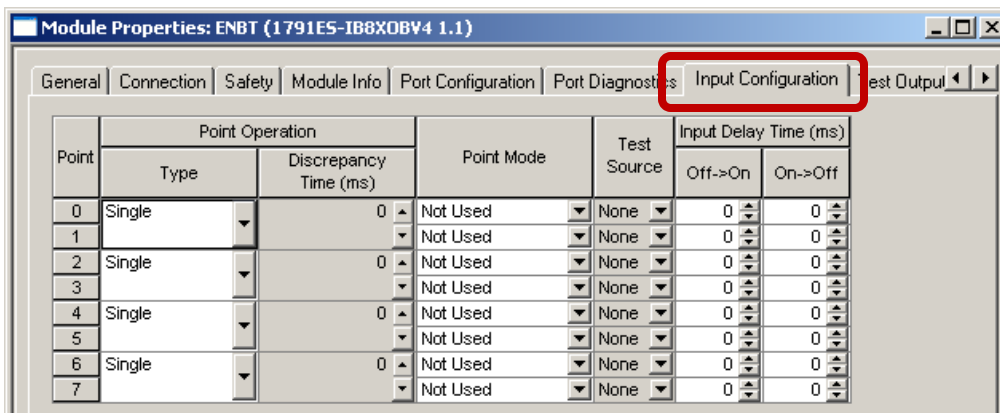 Module Properties: ENBT (1791ES-IB8XOBV4 1.1)
General Connection Safety Module Info Port Configuration Port Diagnostics Input Configuration Test Output
Point Operation Input Delay Time (ms)
Point Type Discrepancy Time (ms) Point Mode Test Source Off->On On->Off
0 Single 0 Not Used None 0 0
1 Not Used None 0 0
2 Single 0 Not Used None 0 0
3 Not Used None 0 0
4 Single 0 Not Used None 0 0
5 Not Used None 0 0
6 Single 0 Not Used None 0 0
7 Not Used None 0 0